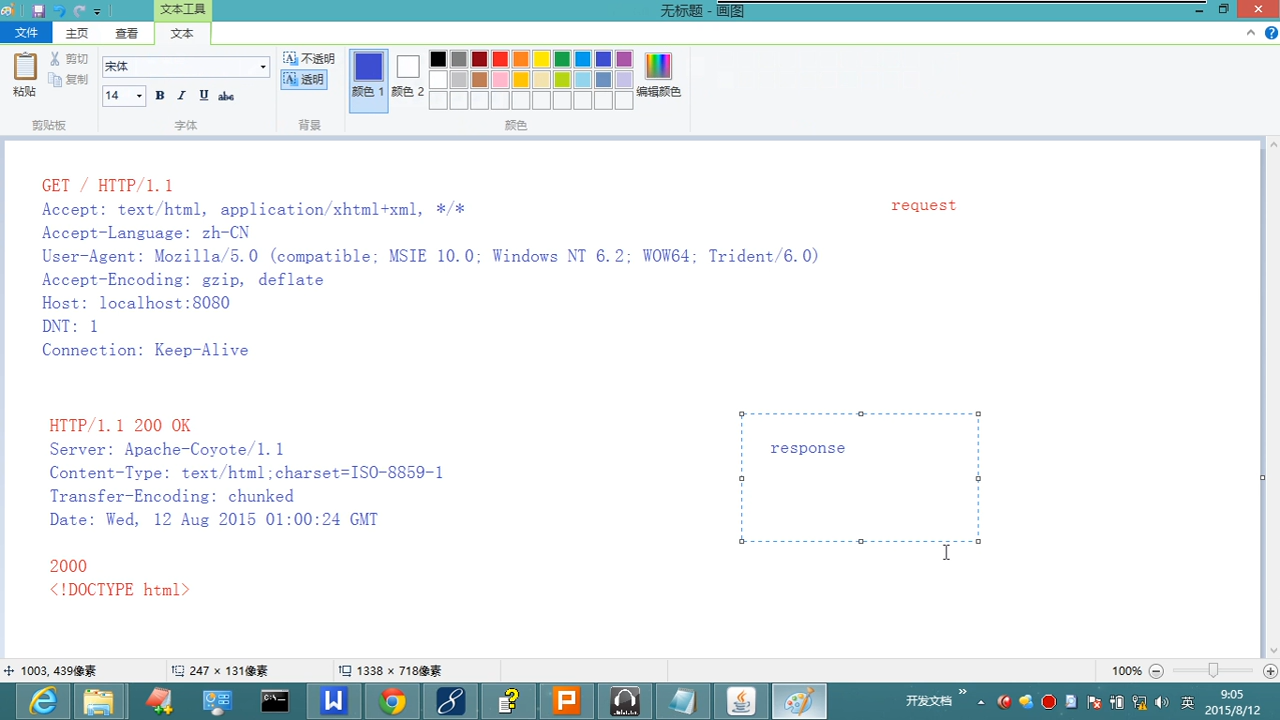 文本工具
无标题 - 画图
文件
主页
查看
文本
粘贴
剪切
复制
剪贴板
宋体
14
B I U abc
字体
不透明
透明
背景
颜色 1
颜色 2
编辑颜色
颜色
GET / HTTP/1.1
Accept: text/html, application/xhtml+xml, */*
Accept-Language: zh-CN
User-Agent: Mozilla/5.0 (compatible; MSIE 10.0; Windows NT 6.2; WOW64; Trident/6.0)
Accept-Encoding: gzip, deflate
Host: localhost:8080
DNT: 1
Connection: Keep-Alive
request
HTTP/1.1 200 OK
Server: Apache-Coyote/1.1
Content-Type: text/html;charset=ISO-8859-1
Transfer-Encoding: chunked
Date: Wed, 12 Aug 2015 01:00:24 GMT
response
2000
<!DOCTYPE html>
1003, 439像素
247 × 131像素
1338 × 718像素
100%
开发文档
英
9:05
2015/8/12